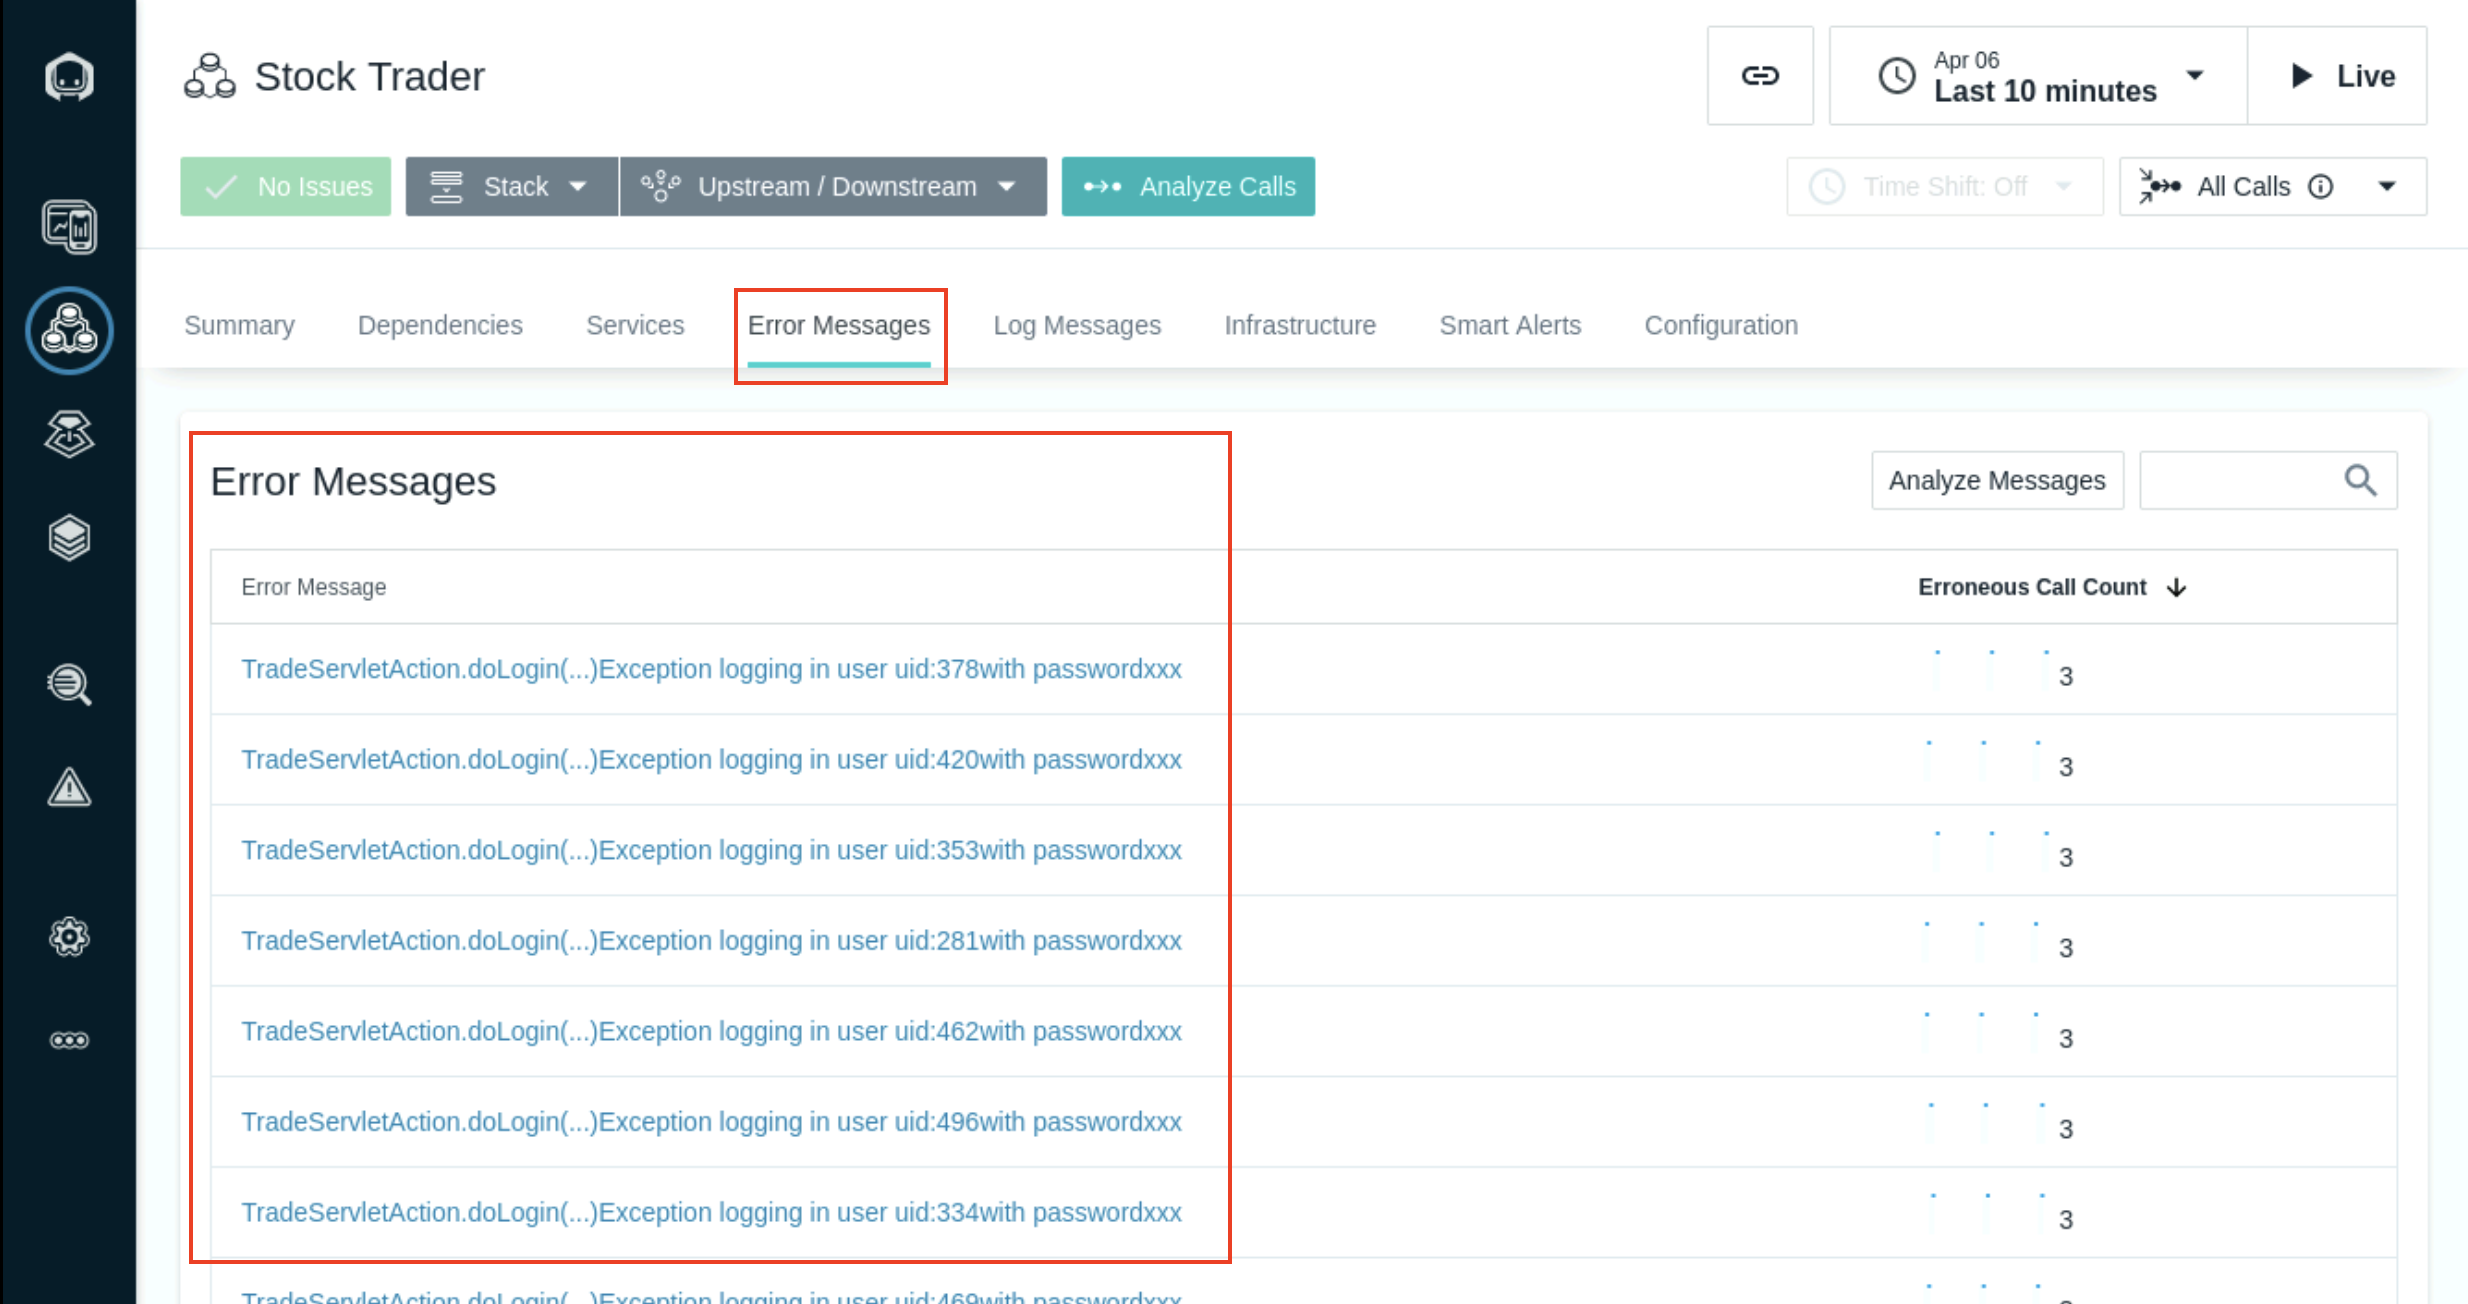 Stock Trader
Apr 06
Last 10 minutes
Live
No Issues
Stack
Upstream / Downstream
Analyze Calls
Time Shift: Off
All Calls
Summary
Dependencies
Services
Error Messages
Log Messages
Infrastructure
Smart Alerts
Configuration
Error Messages
Analyze Messages
Error Message
Erroneous Call Count
TradeServletAction.doLogin(...)Exception logging in user uid:378with passwordxxx
3
TradeServletAction.doLogin(...)Exception logging in user uid:420with passwordxxx
3
TradeServletAction.doLogin(...)Exception logging in user uid:353with passwordxxx
3
TradeServletAction.doLogin(...)Exception logging in user uid:281with passwordxxx
3
TradeServletAction.doLogin(...)Exception logging in user uid:462with passwordxxx
3
TradeServletAction.doLogin(...)Exception logging in user uid:496with passwordxxx
3
TradeServletAction.doLogin(...)Exception logging in user uid:334with passwordxxx
3
TradeServletAction.doLogin(...)Exception logging in user uid:469with passwordxxx